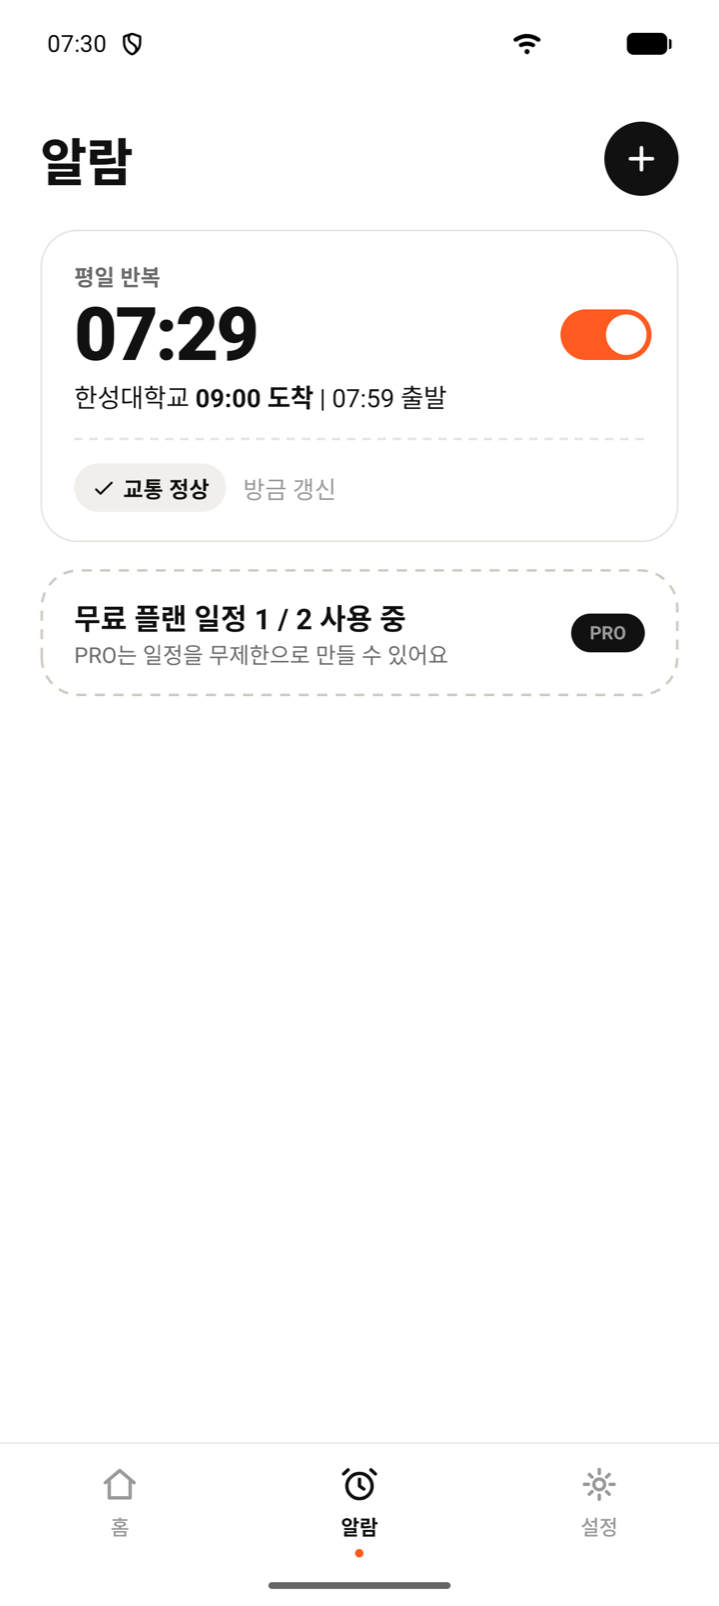 07:30
알람
평일 반복
07:29
한성대학교 09:00 도착 | 07:59 출발
교통 정상 방금 갱신
무료 플랜 일정 1 / 2 사용 중
PRO는 일정을 무제한으로 만들 수 있어요
PRO
홈 알람 설정